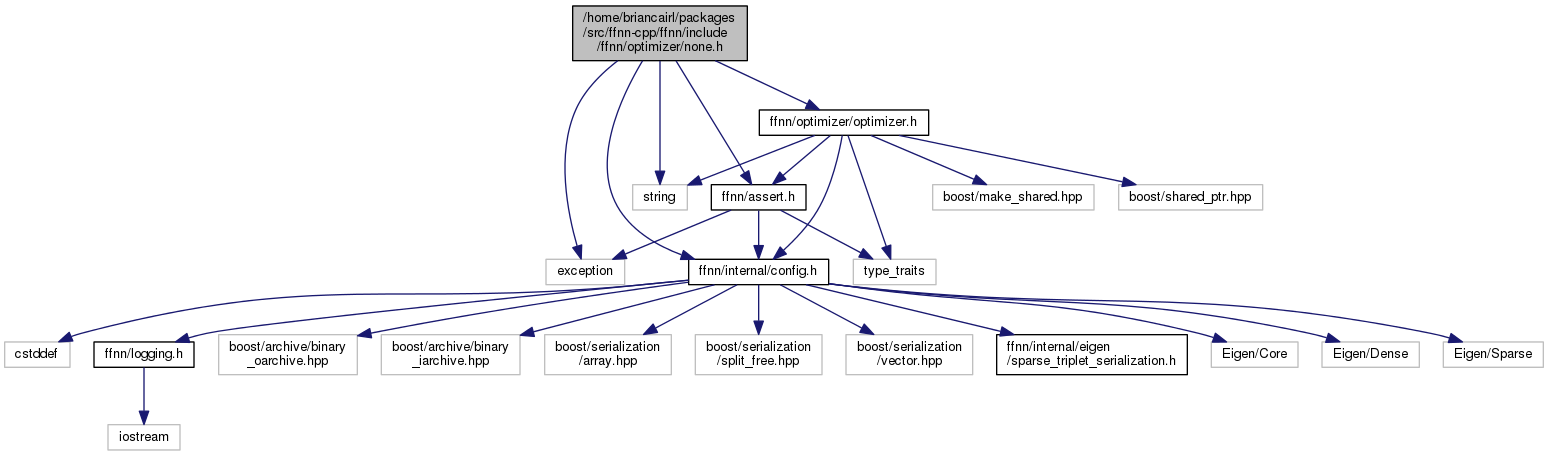 /home/briancairl/packages
/src/ffnn-cpp/ffnn/include
/ffnn/optimizer/none.h
ffnn/optimizer/optimizer.h
string
ffnn/assert.h
boost/make_shared.hpp
boost/shared_ptr.hpp
exception
ffnn/internal/config.h
type_traits
cstddef
ffnn/logging.h
boost/archive/binary
_oarchive.hpp
boost/archive/binary
_iarchive.hpp
boost/serialization
/array.hpp
boost/serialization
/split_free.hpp
boost/serialization
/vector.hpp
ffnn/internal/eigen
/sparse_triplet_serialization.h
Eigen/Core
Eigen/Dense
Eigen/Sparse
iostream